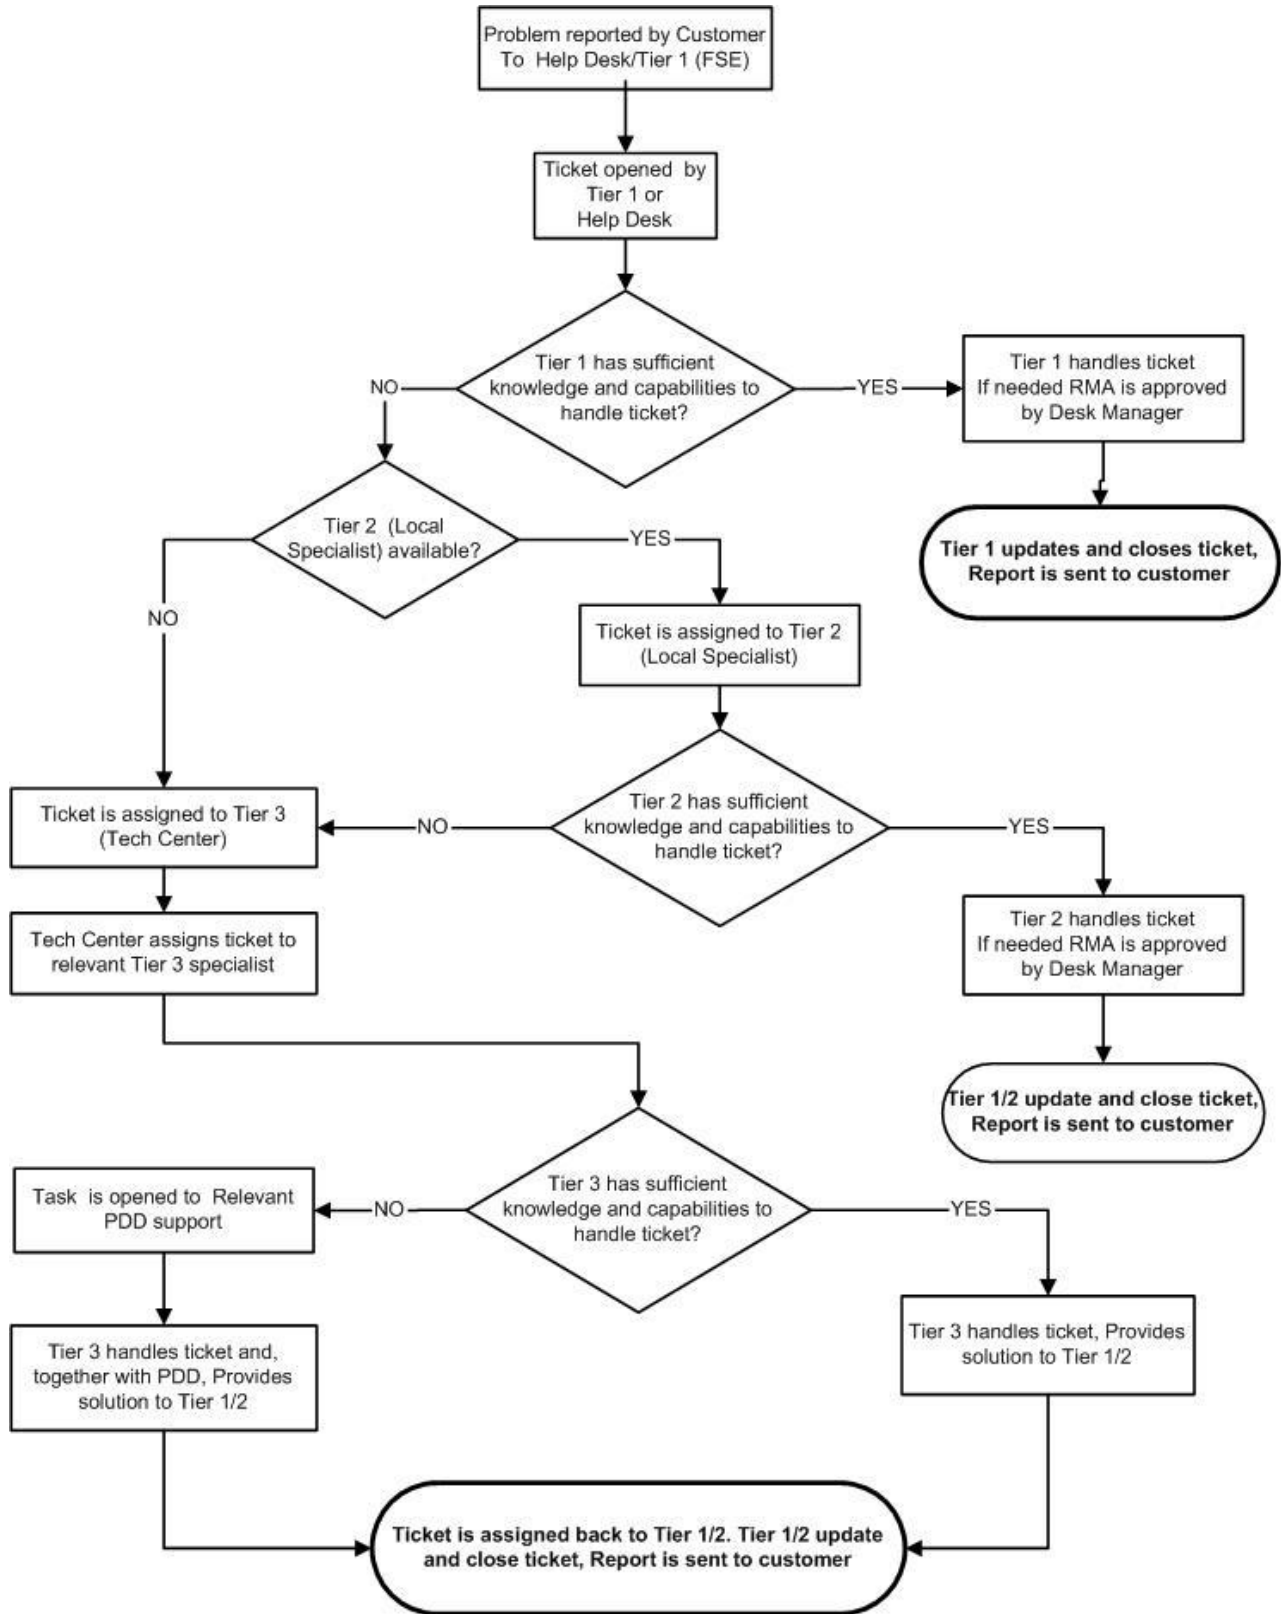 Problem reported by Customer
To Help Desk/Tier 1 (FSE)
Ticket opened by
Tier 1 or
Help Desk
Tier 1 has sufficient
knowledge and capabilities to
handle ticket?
NO
YES
Tier 1 handles ticket
If needed RMA is approved
by Desk Manager
Tier 1 updates and closes ticket,
Report is sent to customer
Tier 2 (Local
Specialist) available?
YES
NO
Ticket is assigned to Tier 2
(Local Specialist)
Tier 2 has sufficient
knowledge and capabilities to
handle ticket?
NO
YES
Ticket is assigned to Tier 3
(Tech Center)
Tech Center assigns ticket to
relevant Tier 3 specialist
Tier 2 handles ticket
If needed RMA is approved
by Desk Manager
Tier 1/2 update and close ticket,
Report is sent to customer
Tier 3 has sufficient
knowledge and capabilities to
handle ticket?
NO
YES
Task is opened to Relevant
PDD support
Tier 3 handles ticket and,
together with PDD, Provides
solution to Tier 1/2
Tier 3 handles ticket, Provides
solution to Tier 1/2
Ticket is assigned back to Tier 1/2. Tier 1/2 update
and close ticket, Report is sent to customer